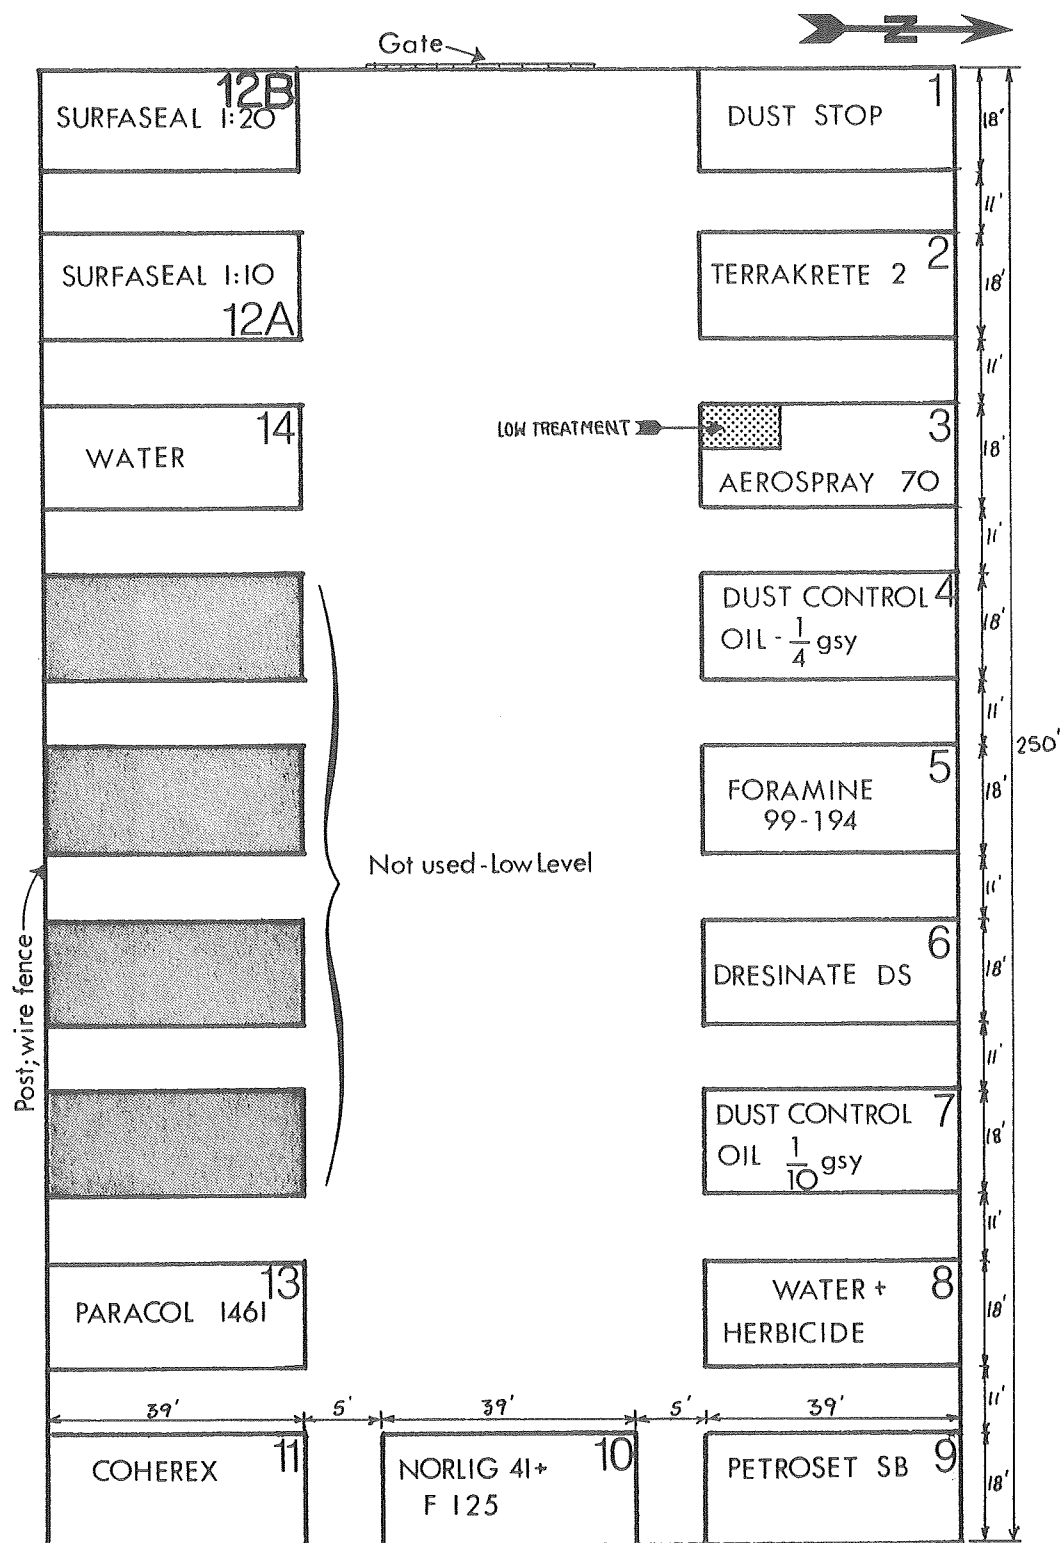 N
Gate
12B
SURFASEAL 1:20
1
DUST STOP
18'
11'
SURFASEAL 1:10
12A
2
TERRAKRETE 2
18'
11'
14
WATER
LOW TREATMENT
3
AEROSPRAY 70
18'
11'
DUST CONTROL 4
OIL - 1/4 gsy
18'
11'
250'
5
FORAMINE
99-194
18'
11'
Not used - Low Level
Post; wire fence
6
DRESINATE DS
18'
11'
DUST CONTROL 7
OIL 1/10 gsy
18'
11'
13
PARACOL 1461
WATER + 8
HERBICIDE
18'
11'
39' 5' 39' 5' 39'
11
COHEREX
10
NORLIG 41+
F 125
PETROSET SB 9
18'